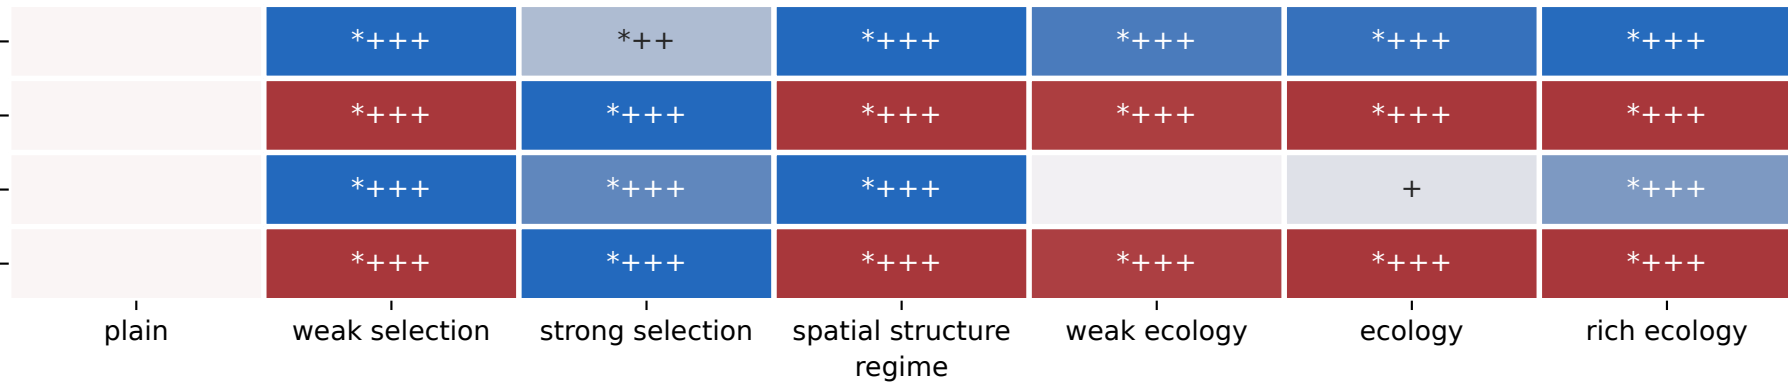 *+++ *++ *+++ *+++ *+++ *+++
*+++ *+++ *+++ *+++ *+++ *+++
*+++ *+++ *+++ + *+++
*+++ *+++ *+++ *+++ *+++ *+++
plain weak selection strong selection spatial structure weak ecology ecology rich ecology
regime